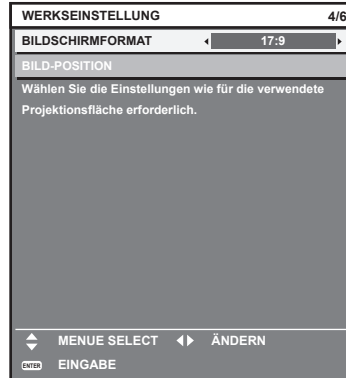 WERKSEINSTELLUNG 4/6
BILDSCHIRMFORMAT 17:9
BILD-POSITION
Wählen Sie die Einstellungen wie für die verwendete
Projektionsfläche erforderlich.
MENUE SELECT ÄNDERN
ENTER EINGABE